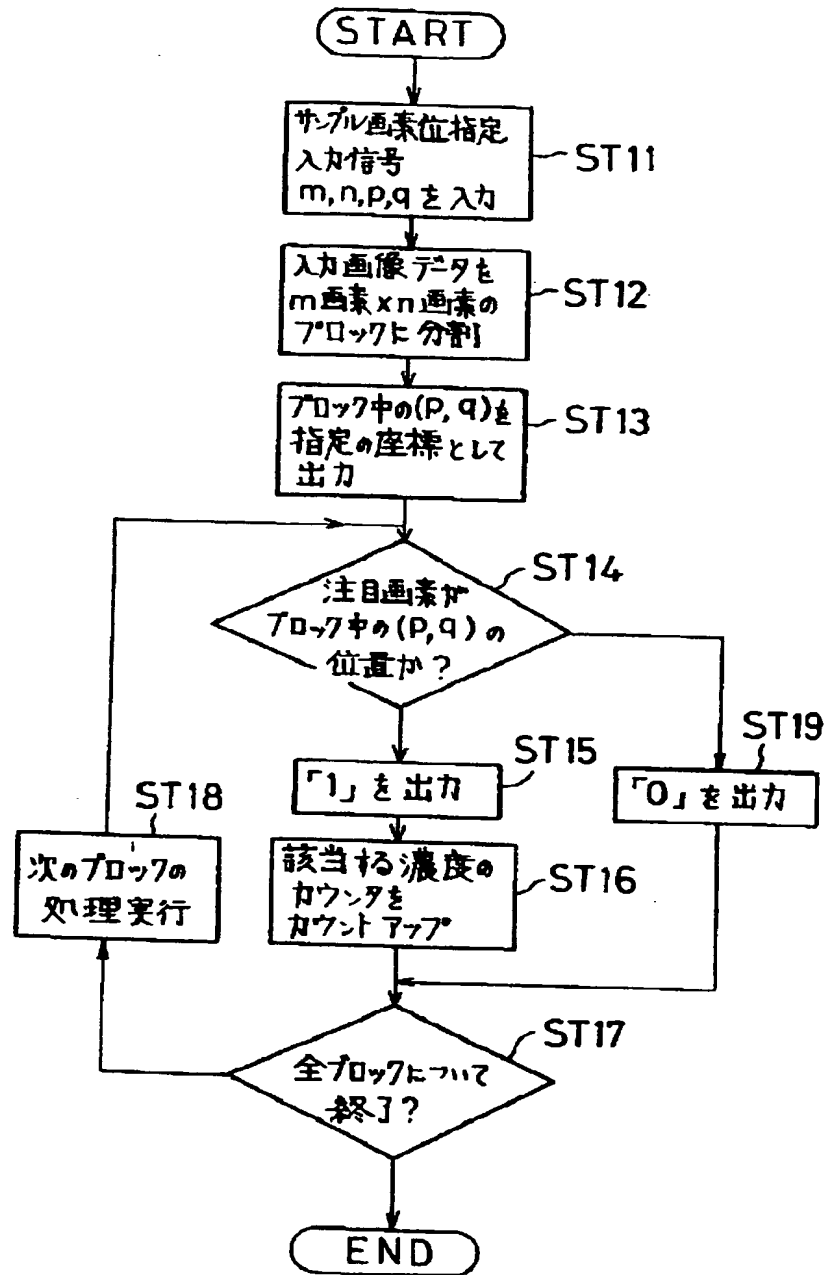 START
サンプル画素位指定
入力信号
m,n,p,qを入力
ST11
入力画像データを
m画素×n画素の
ブロックに分割
ST12
ブロック中の(p,q)を
指定の座標として
出力
ST13
注目画素が
ブロック中の(p,q)の
位置か?
ST14
「1」を出力
ST15
「0」を出力
ST19
該当する濃度の
カウンタを
カウントアップ
ST16
次のブロックの
処理実行
ST18
全ブロックについて
終了?
ST17
END